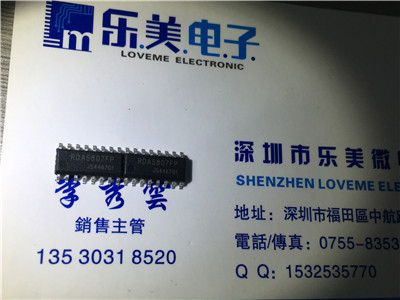 乐·美·电·子
LOVEME ELECTRONIC
RDA5807FP RDA5807FP
深圳市乐美微
SHENZHEN LOVEME ELE
李秀雲
銷售主管
135 3031 8520
地址：深圳市福田區中航
電話/傳真：0755-8353
Q Q：1532535770